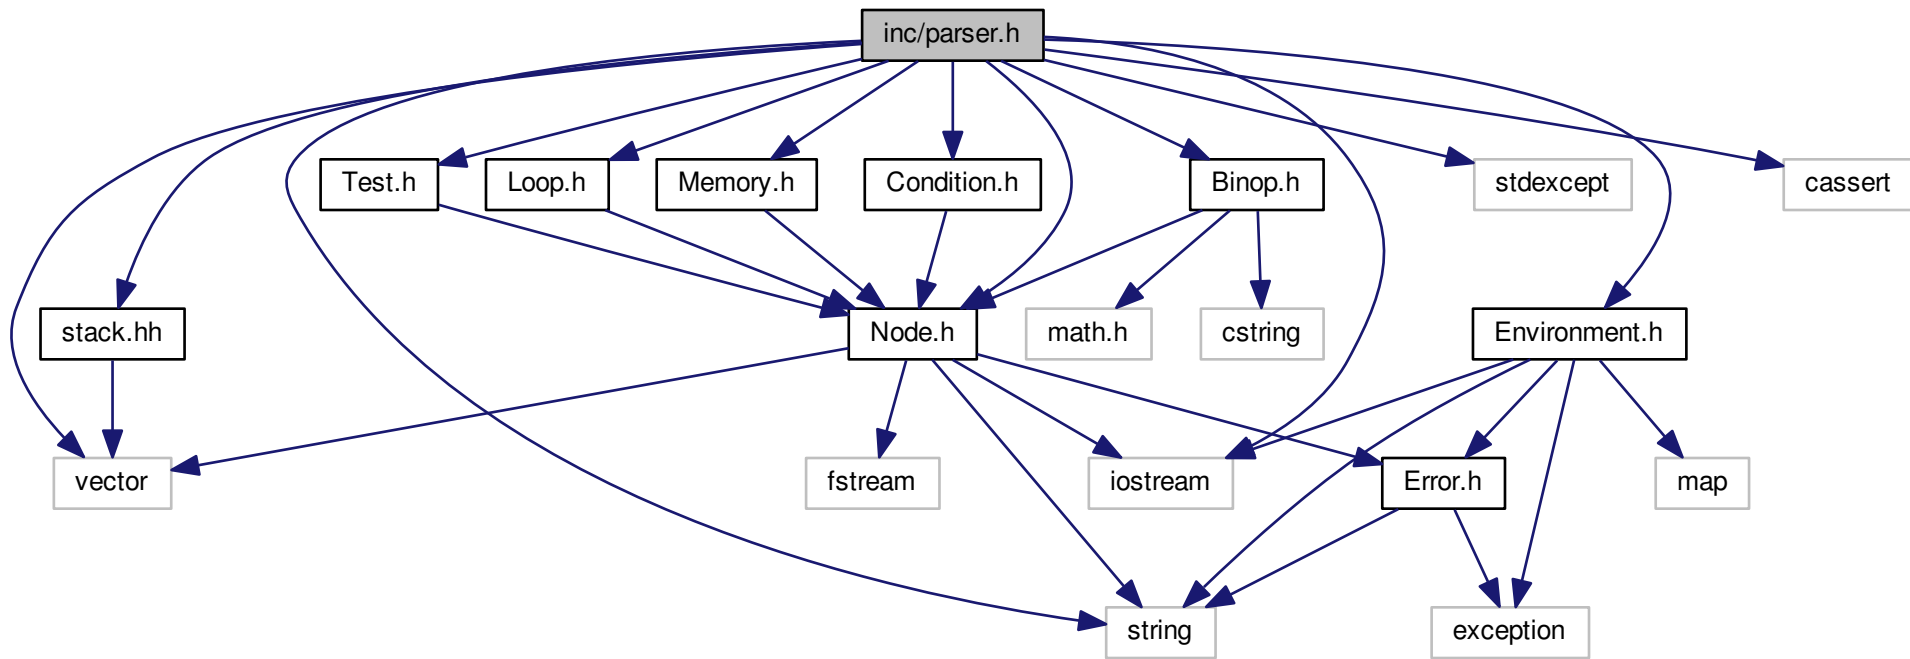 inc/parser.h
Test.h
Loop.h
Memory.h
Condition.h
Binop.h
stdexcept
cassert
stack.hh
Node.h
math.h
cstring
Environment.h
vector
fstream
iostream
Error.h
map
string
exception